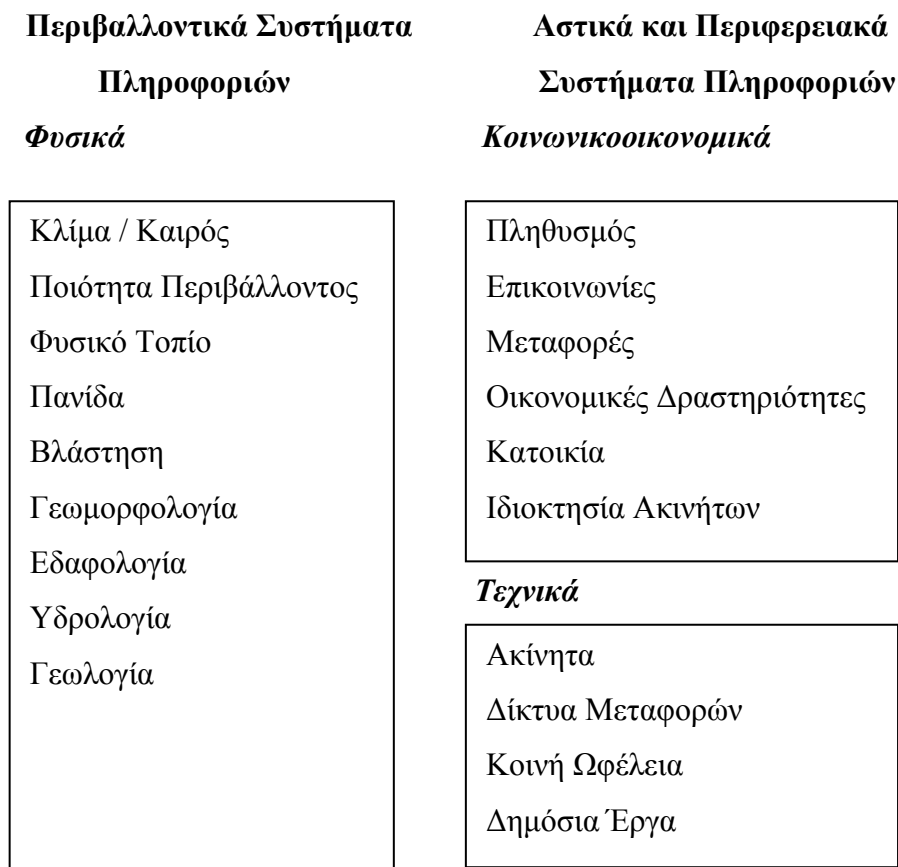 Περιβαλλοντικά Συστήματα
Πληροφοριών
Φυσικά
Κλίμα / Καιρός
Ποιότητα Περιβάλλοντος
Φυσικό Τοπίο
Πανίδα
Βλάστηση
Γεωμορφολογία
Εδαφολογία
Υδρολογία
Γεωλογία
Αστικά και Περιφερειακά
Συστήματα Πληροφοριών
Κοινωνικοοικονομικά
Πληθυσμός
Επικοινωνίες
Μεταφορές
Οικονομικές Δραστηριότητες
Κατοικία
Ιδιοκτησία Ακινήτων
Τεχνικά
Ακίνητα
Δίκτυα Μεταφορών
Κοινή Ωφέλεια
Δημόσια Έργα